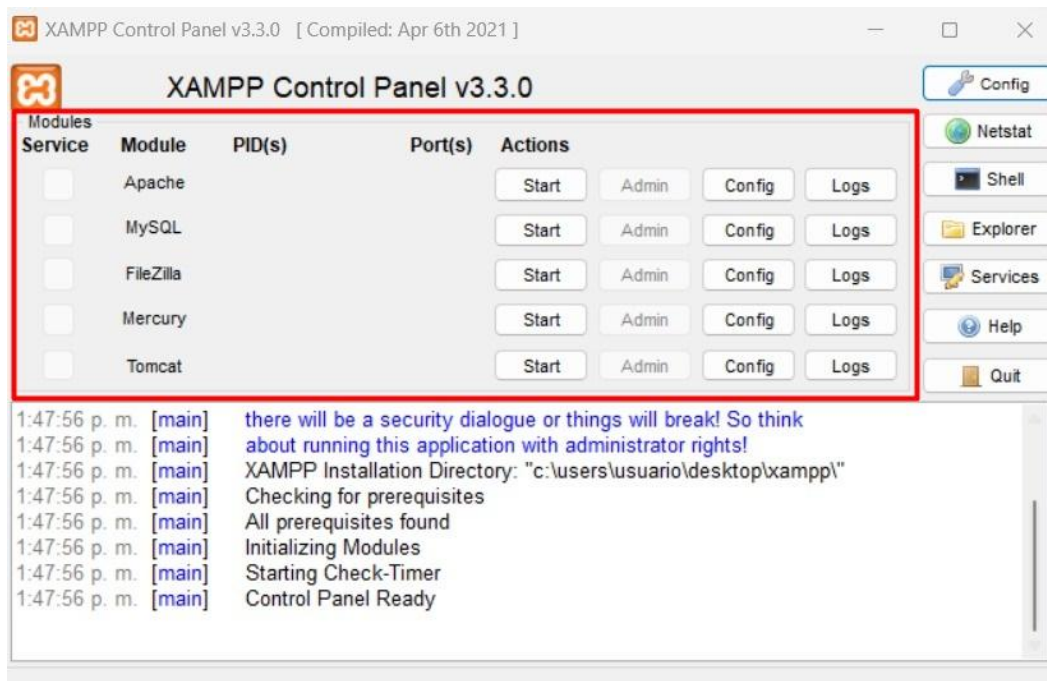 XAMPP Control Panel v3.3.0 [ Compiled: Apr 6th 2021 ]
XAMPP Control Panel v3.3.0
Config
Modules
Service Module PID(s) Port(s) Actions
Netstat
Apache Start Admin Config Logs
Shell
MySQL Start Admin Config Logs
Explorer
FileZilla Start Admin Config Logs
Services
Mercury Start Admin Config Logs
Help
Tomcat Start Admin Config Logs
Quit
1:47:56 p. m. [main] there will be a security dialogue or things will break! So think
1:47:56 p. m. [main] about running this application with administrator rights!
1:47:56 p. m. [main] XAMPP Installation Directory: "c:\users\usuario\desktop\xampp\"
1:47:56 p. m. [main] Checking for prerequisites
1:47:56 p. m. [main] All prerequisites found
1:47:56 p. m. [main] Initializing Modules
1:47:56 p. m. [main] Starting Check-Timer
1:47:56 p. m. [main] Control Panel Ready